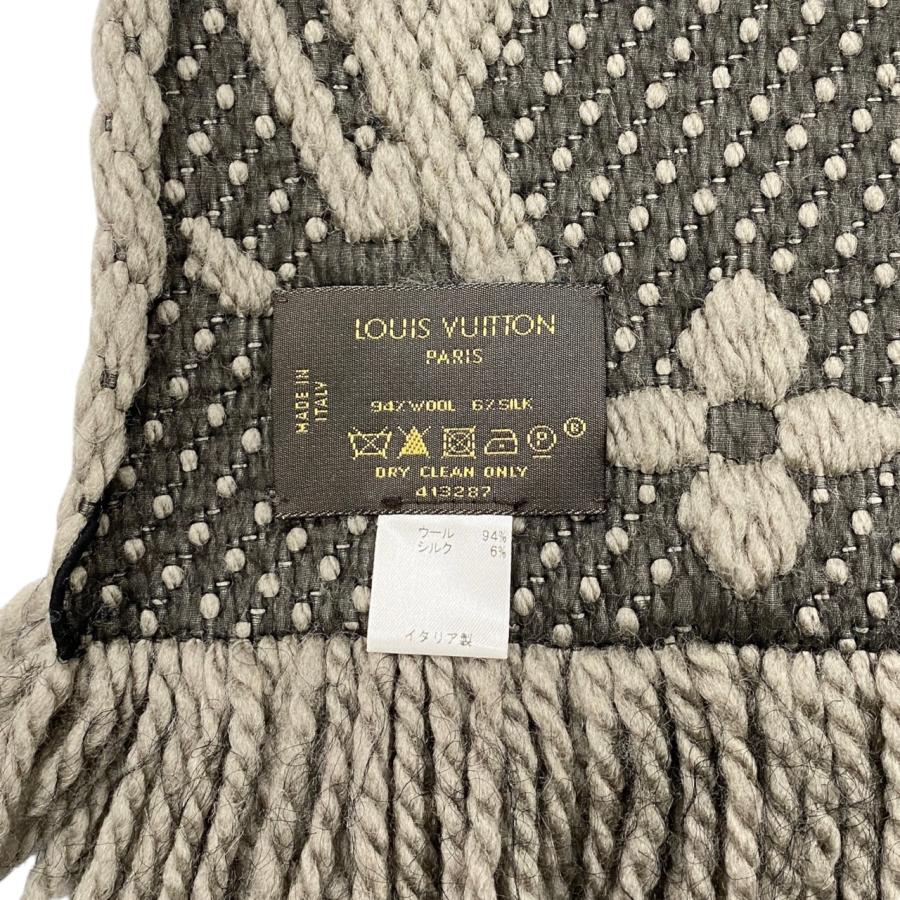 LOUIS VUITTON
PARIS
MADE IN
ITALY
94%WOOL 6%SILK
P
®
DRY CLEAN ONLY
413287
ウール 94%
シルク 6%
イタリア製